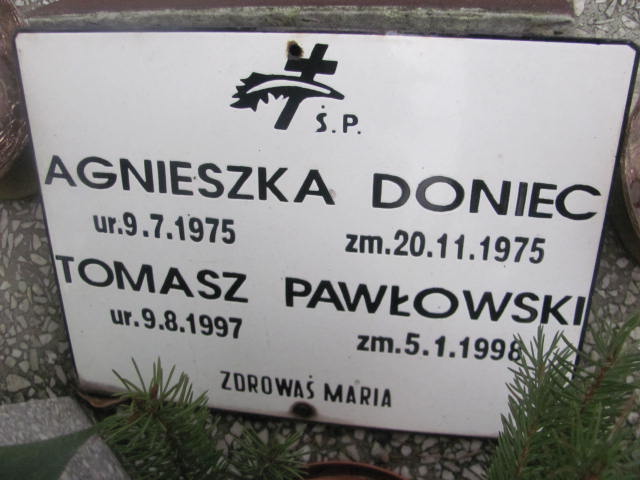 Ś.P.
AGNIESZKA DONIEC
ur.9.7.1975 zm.20.11.1975
TOMASZ PAWŁOWSKI
ur.9.8.1997 zm.5.1.1998
ZDROWAŚ MARIA